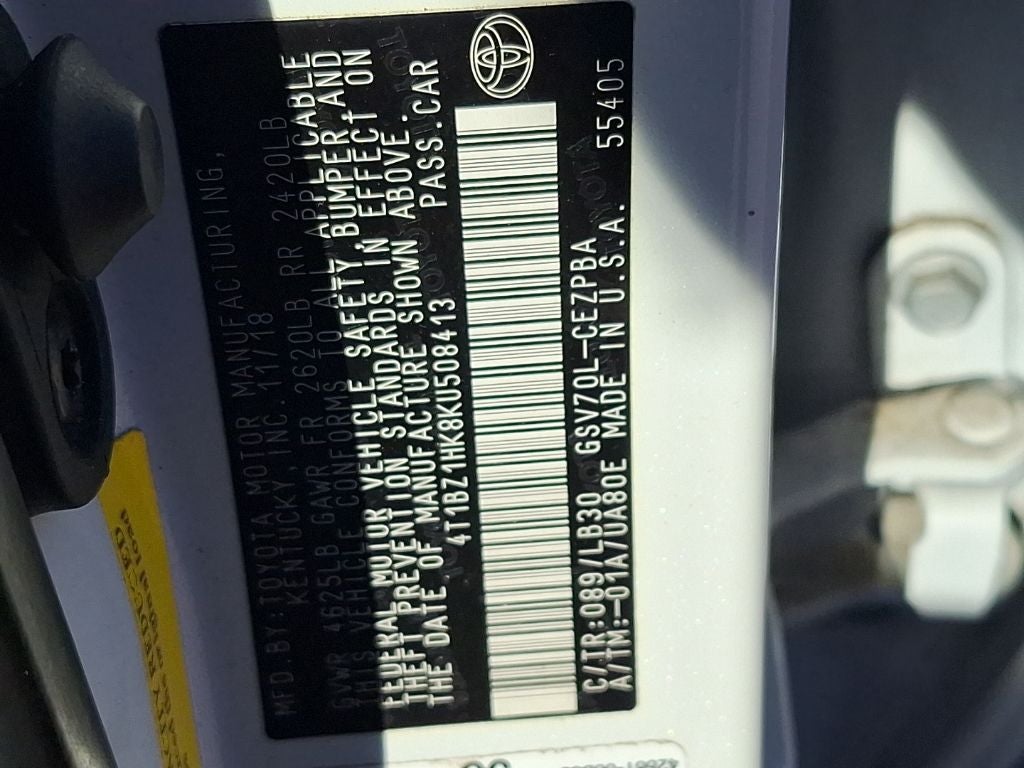 MFD.BY:TOYOTA MOTOR MANUFACTURING,
KENTUCKY,INC.11/18
GVWR 4625LB GAWR FR 2620LB RR 2420LB
THIS VEHICLE CONFORMS TO ALL APPLICABLE
FEDERAL MOTOR VEHICLE SAFETY,BUMPER,AND
THEFT PREVENTION STANDARDS IN EFFECT ON
THE DATE OF MANUFACTURE SHOWN ABOVE.
4T1BZ1HK8KU508413 PASS.CAR
C/TR:089/LB30 GSV70L-CEZPBA
A/TM:-01A/UA80E MADE IN U.S.A. 55405